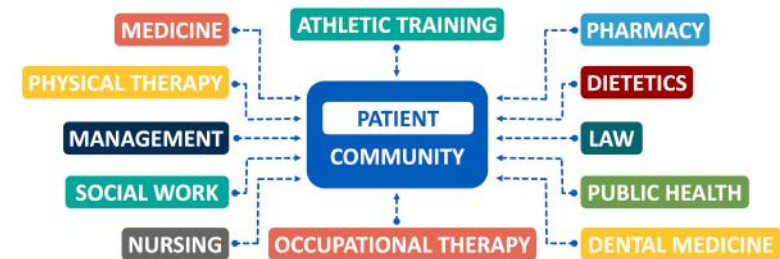 MEDICINE
ATHLETIC TRAINING
PHARMACY
PHYSICAL THERAPY
DIETETICS
PATIENT
MANAGEMENT
COMMUNITY
LAW
SOCIAL WORK
PUBLIC HEALTH
NURSING
OCCUPATIONAL THERAPY
DENTAL MEDICINE